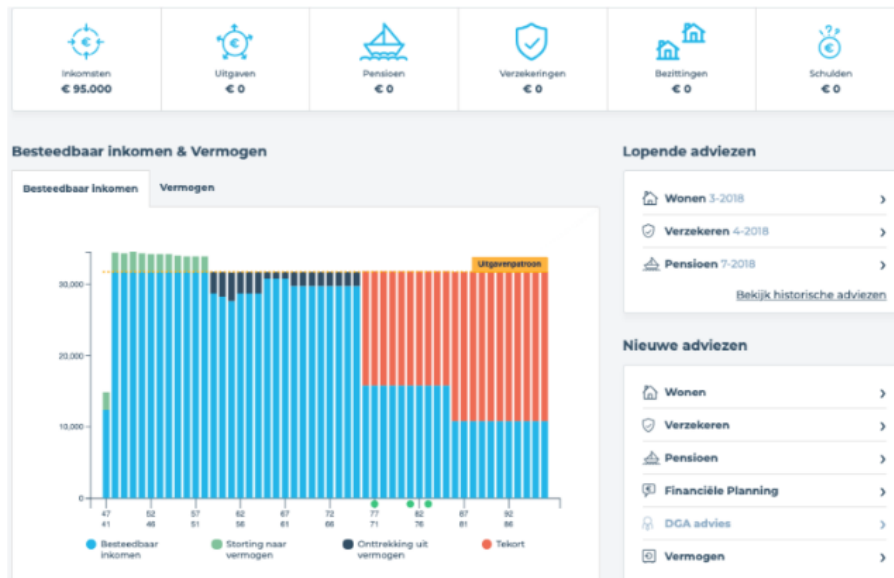 Inkomsten
€ 95.000
Uitgaven
€ 0
Pensioen
€ 0
Verzekeringen
€ 0
Bezittingen
€ 0
Schulden
€ 0
Besteedbaar inkomen & Vermogen
Besteedbaar inkomen
Vermogen
Uitgavenpatroon
30,000
20,000
10,000
0
47 52 57 62 67 72 77 82 87 92
41 46 51 56 61 66 71 76 81 86
Besteedbaar
inkomen
Storting naar
vermogen
Onttrekking uit
vermogen
Tekort
Lopende adviezen
Wonen 3-2018
Verzekeren 4-2018
Pensioen 7-2018
Bekijk historische adviezen
Nieuwe adviezen
Wonen
Verzekeren
Pensioen
Financiële Planning
DGA advies
Vermogen